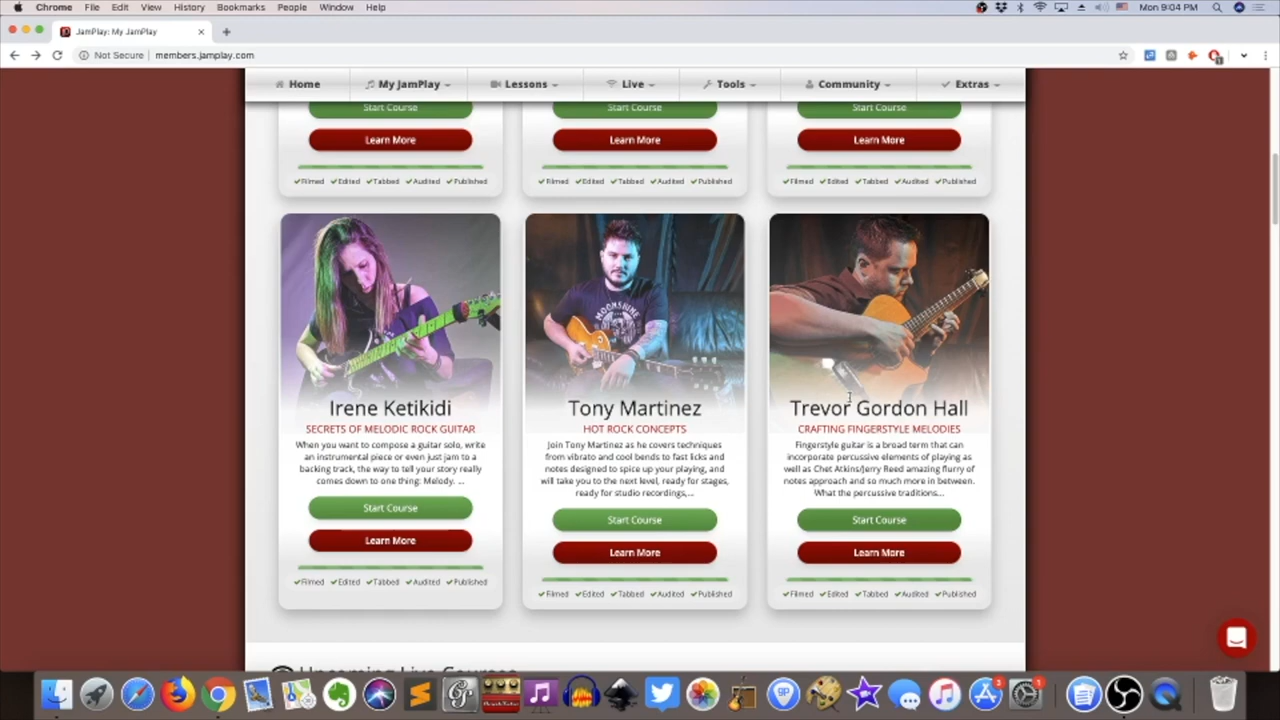 Chrome File Edit View History Bookmarks People Window Help Mon 9:04 PM
JamPlay: My JamPlay
Not Secure members.jamplay.com
Home My JamPlay Lessons Live Tools Community Extras
Start Course Start Course Start Course
Learn More Learn More Learn More
Filmed Edited Tabbed Audited Published Filmed Edited Tabbed Audited Published Filmed Edited Tabbed Audited Published
MOONSHINE
Irene Ketikidi
SECRETS OF MELODIC ROCK GUITAR
When you want to compose a guitar solo, write
an instrumental piece or even just jam to a
backing track, the way to tell your story really
comes down to one thing: Melody. ...
Start Course
Learn More
Filmed Edited Tabbed Audited Published
Tony Martinez
HOT ROCK CONCEPTS
Join Tony Martinez as he covers techniques
from vibrato and cool bends to fast licks and
notes designed to spice up your playing, and
will take you to the next level, ready for stages,
ready for studio recordings,...
Start Course
Learn More
Filmed Edited Tabbed Audited Published
Trevor Gordon Hall
CRAFTING FINGERSTYLE MELODIES
Fingerstyle guitar is a broad term that can
incorporate percussive elements of playing as
well as Chet Atkins/Jerry Reed amazing flurry of
notes approach and so much more in between.
What the percussive traditions...
Start Course
Learn More
Filmed Edited Tabbed Audited Published
Upcoming Live Courses
GP
3 1